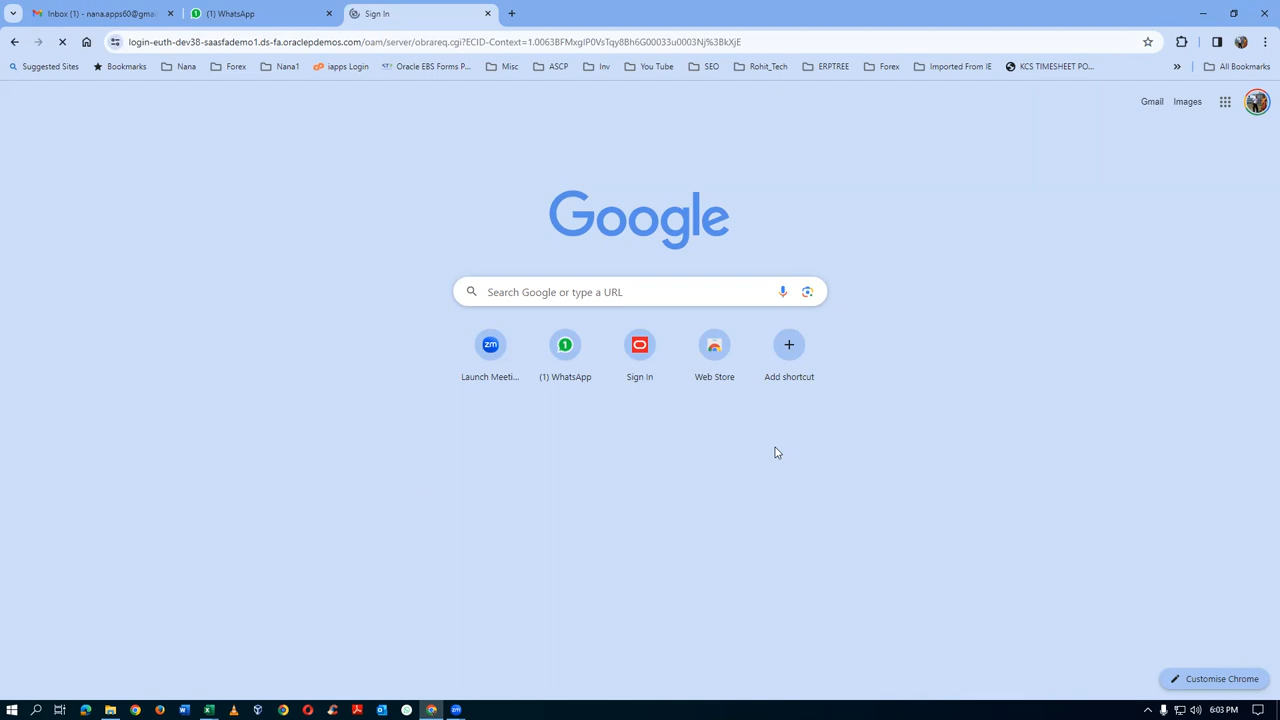 Inbox (1) - nana.apps60@gmai
(1) WhatsApp
Sign In
login-euth-dev38-saasfademo1.ds-fa.oraclepdemos.com/oam/server/obrareq.cgi?ECID-Context=1.0063BFMxgIP0VsTqy8Bh6G00033u0003Nj%3BkXjE
Suggested Sites
Bookmarks
Nana
Forex
Nana1
iapps Login
Oracle EBS Forms P...
Misc
ASCP
Inv
You Tube
SEO
Rohit_Tech
ERPTREE
Forex
Imported From IE
KCS TIMESHEET PO...
All Bookmarks
Gmail
Images
Google
Search Google or type a URL
zm
1
Launch Meeti...
(1) WhatsApp
Sign In
Web Store
Add shortcut
Customise Chrome
6:03 PM